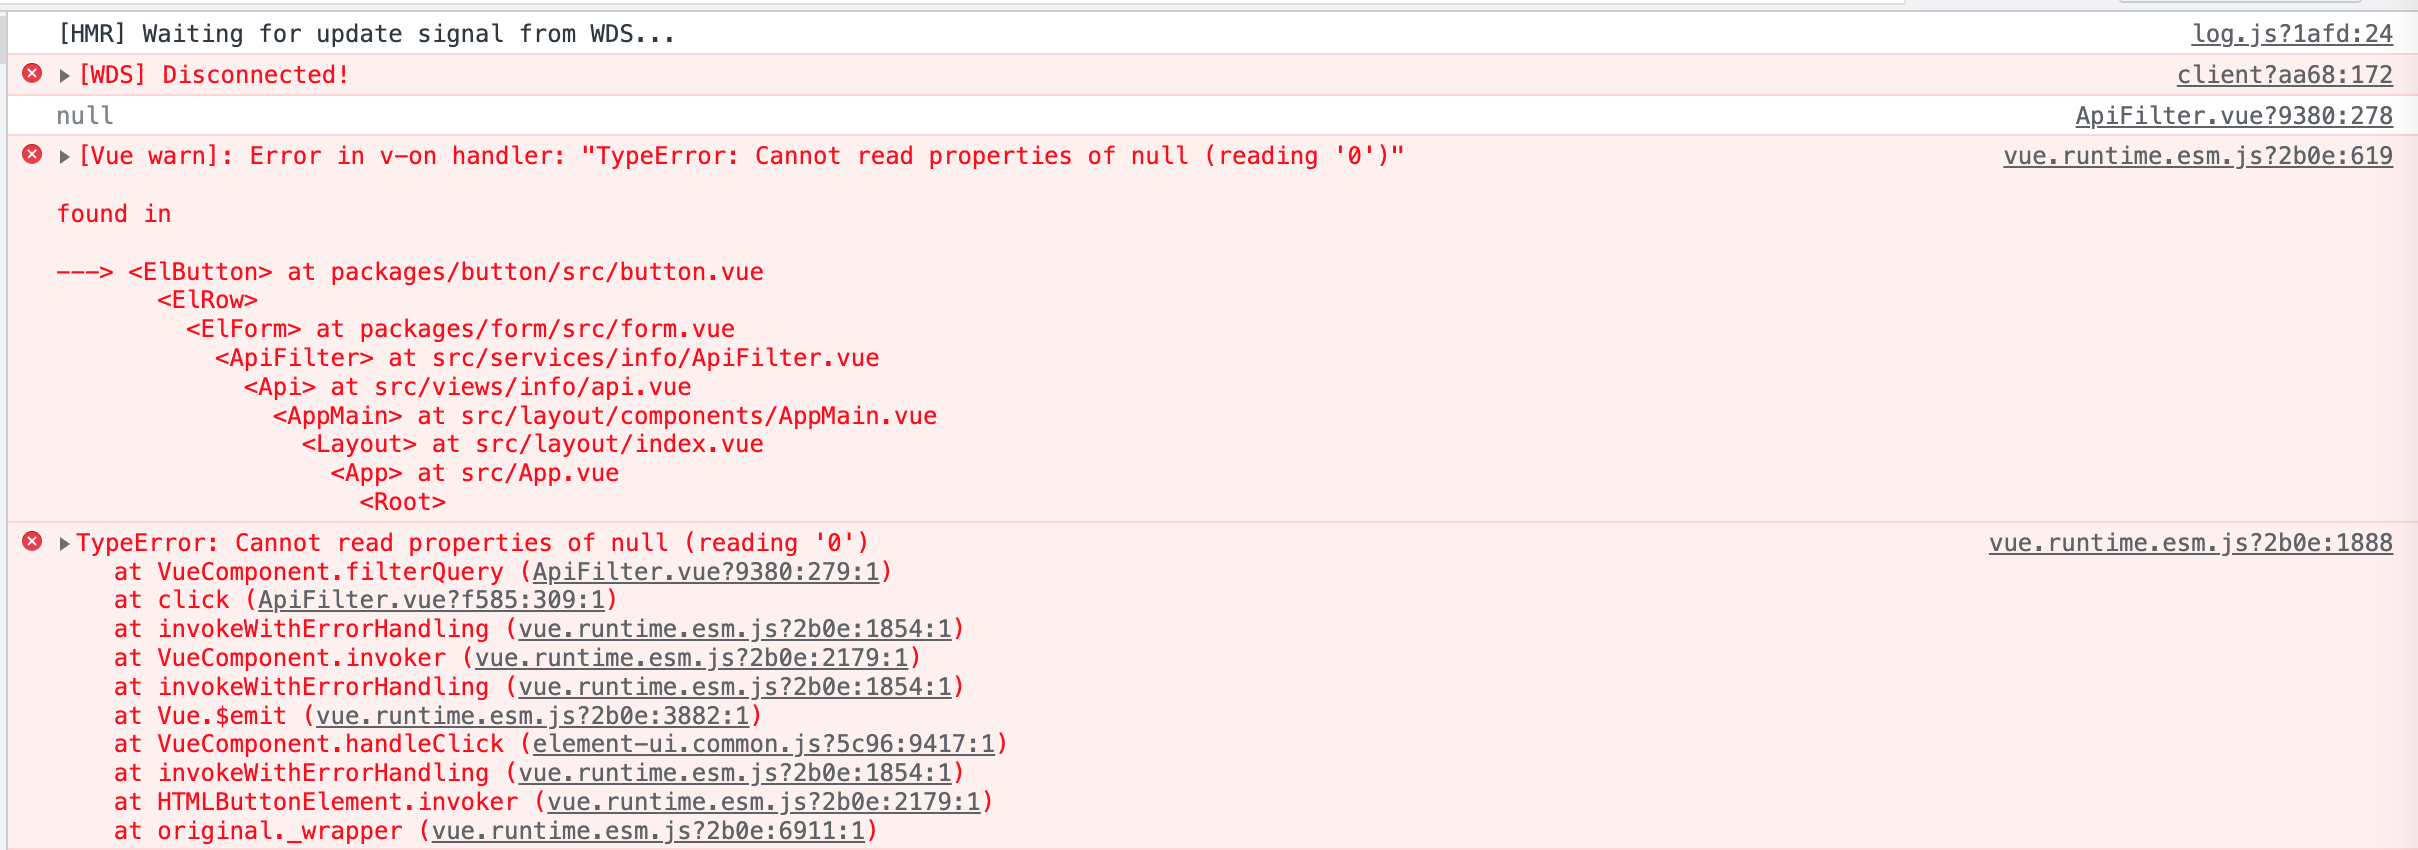 [HMR] Waiting for update signal from WDS... log.js?1afd:24
[WDS] Disconnected! client?aa68:172
null ApiFilter.vue?9380:278
[Vue warn]: Error in v-on handler: "TypeError: Cannot read properties of null (reading '0')" vue.runtime.esm.js?2b0e:619
found in
---> <ElButton> at packages/button/src/button.vue
<ElRow>
<ElForm> at packages/form/src/form.vue
<ApiFilter> at src/services/info/ApiFilter.vue
<Api> at src/views/info/api.vue
<AppMain> at src/layout/components/AppMain.vue
<Layout> at src/layout/index.vue
<App> at src/App.vue
<Root>
TypeError: Cannot read properties of null (reading '0') vue.runtime.esm.js?2b0e:1888
at VueComponent.filterQuery (ApiFilter.vue?9380:279:1)
at click (ApiFilter.vue?f585:309:1)
at invokeWithErrorHandling (vue.runtime.esm.js?2b0e:1854:1)
at VueComponent.invoker (vue.runtime.esm.js?2b0e:2179:1)
at invokeWithErrorHandling (vue.runtime.esm.js?2b0e:1854:1)
at Vue.$emit (vue.runtime.esm.js?2b0e:3882:1)
at VueComponent.handleClick (element-ui.common.js?5c96:9417:1)
at invokeWithErrorHandling (vue.runtime.esm.js?2b0e:1854:1)
at HTMLButtonElement.invoker (vue.runtime.esm.js?2b0e:2179:1)
at original._wrapper (vue.runtime.esm.js?2b0e:6911:1)